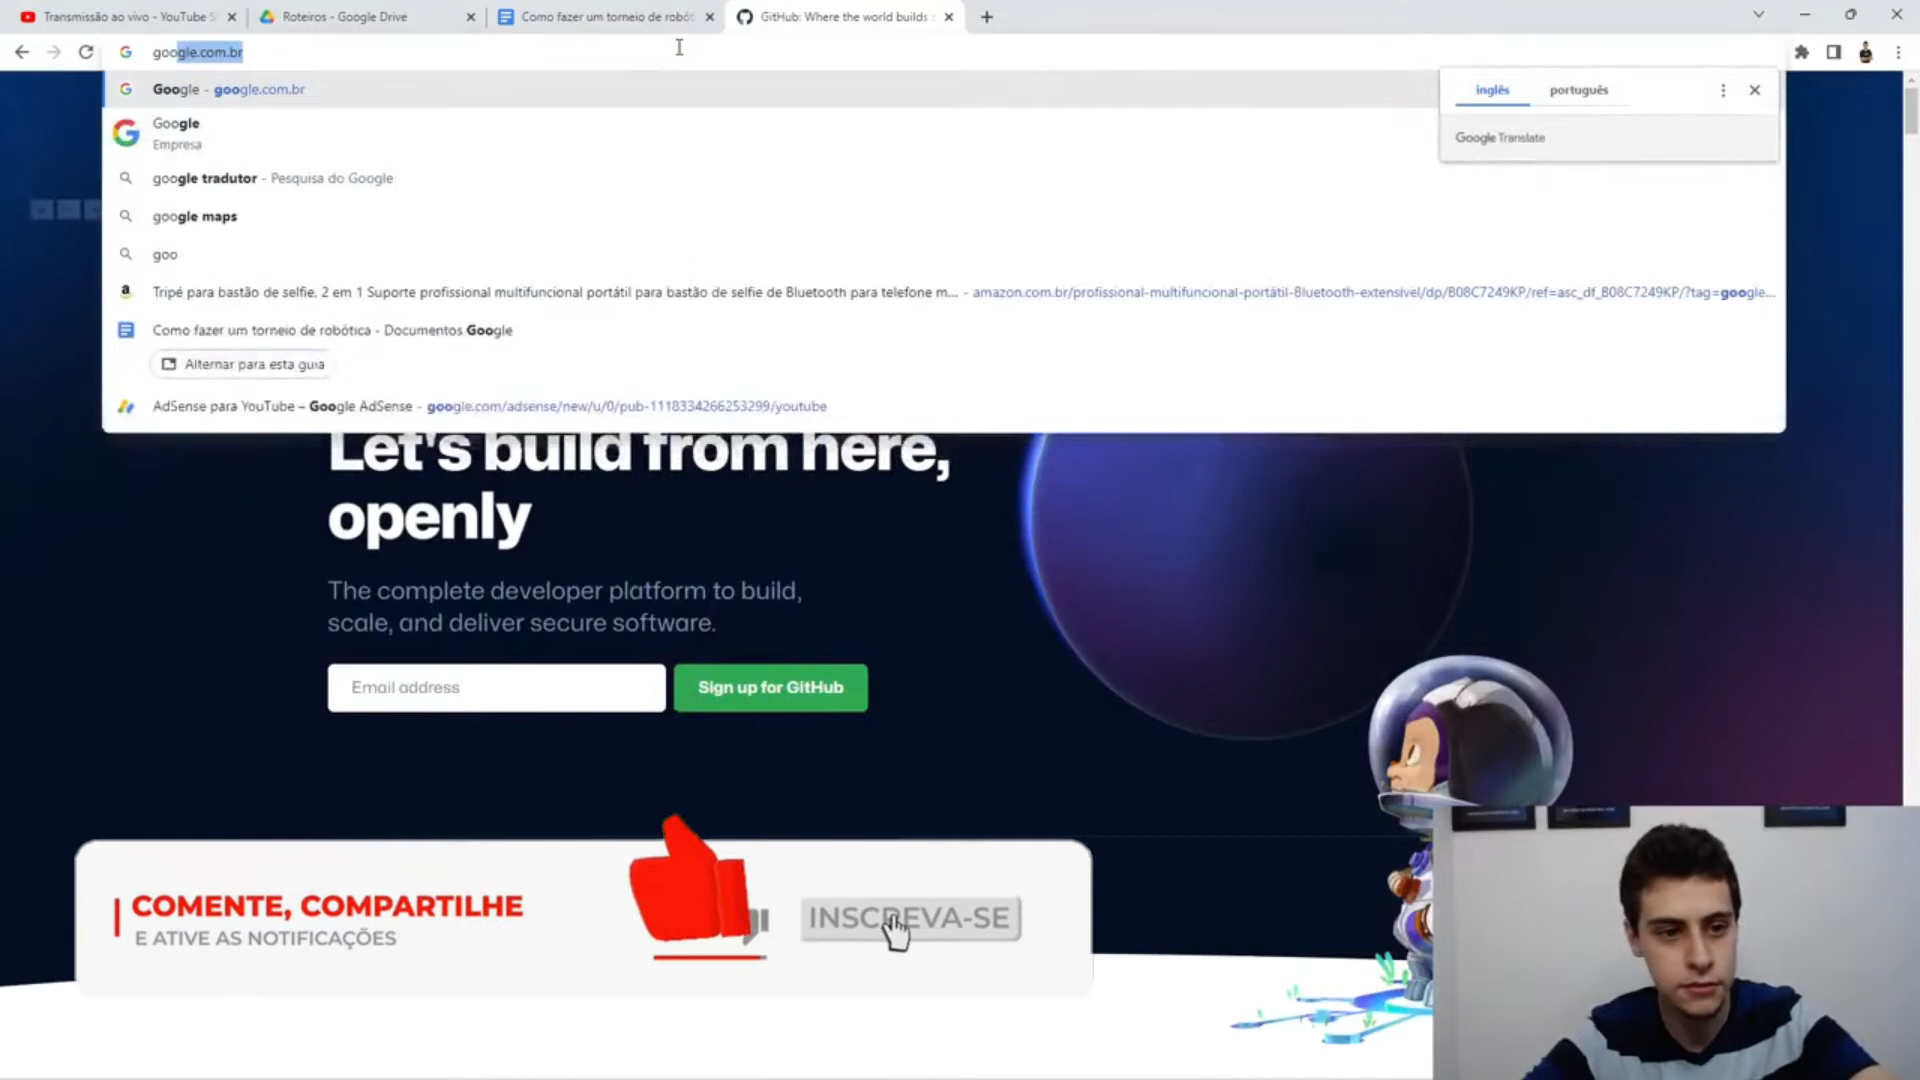 Transmissão ao vivo - YouTube S
Roteiros - Google Drive
Como fazer um torneio de robót
GitHub: Where the world builds s
google.com.br
Google - google.com.br
inglês
português
Google
Empresa
Google Translate
google tradutor - Pesquisa do Google
google maps
goo
Tripé para bastão de selfie, 2 em 1 Suporte profissional multifuncional portátil para bastão de selfie de Bluetooth para telefone m... - amazon.com.br/profissional-multifuncional-portátil-Bluetooth-extensível/dp/B08C7249KP/ref=asc_df_B08C7249KP/?tag=google...
Como fazer um torneio de robótica - Documentos Google
Alternar para esta guia
AdSense para YouTube – Google AdSense - google.com/adsense/new/u/0/pub-1118334266253299/youtube
Let's build from here,
openly
The complete developer platform to build,
scale, and deliver secure software.
Email address
Sign up for GitHub
COMENTE, COMPARTILHE
E ATIVE AS NOTIFICAÇÕES
INSCREVA-SE